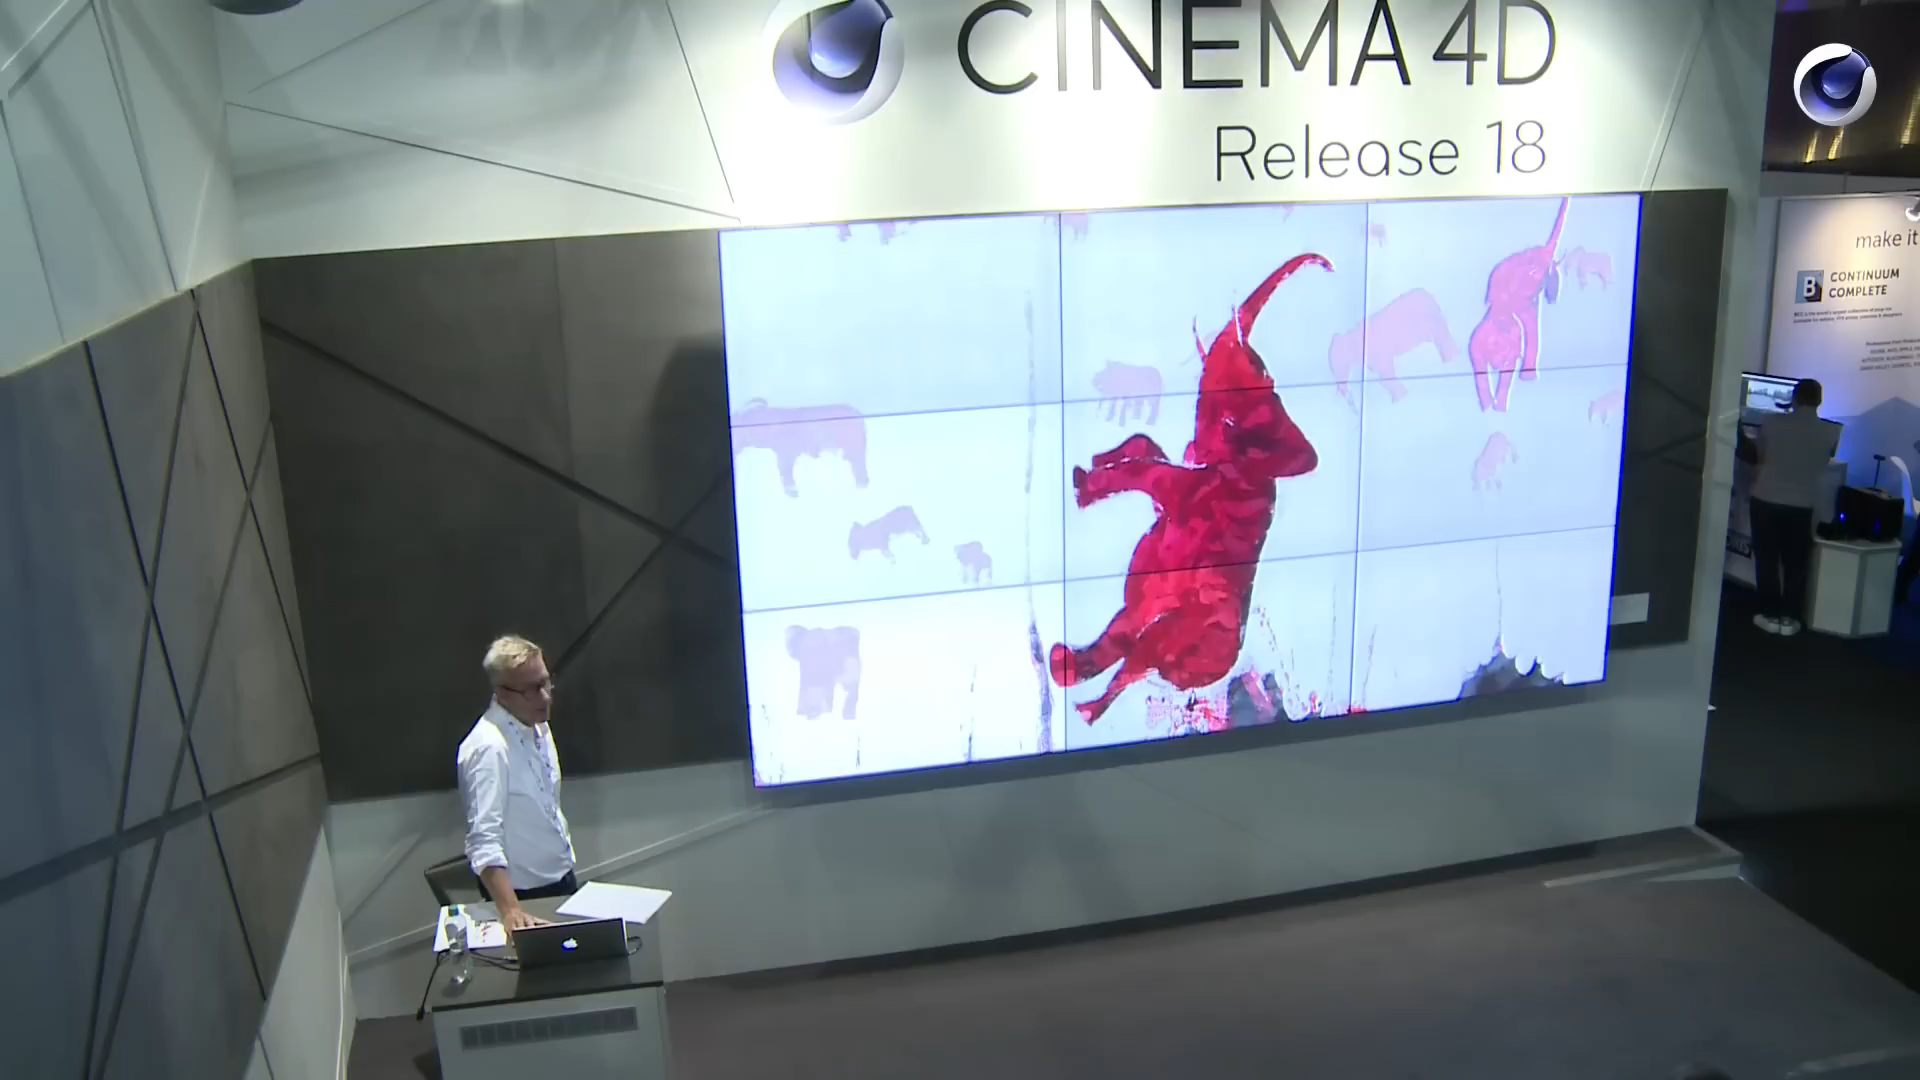 CINEMA 4D
Release 18
make it
B
CONTINUUM
COMPLETE